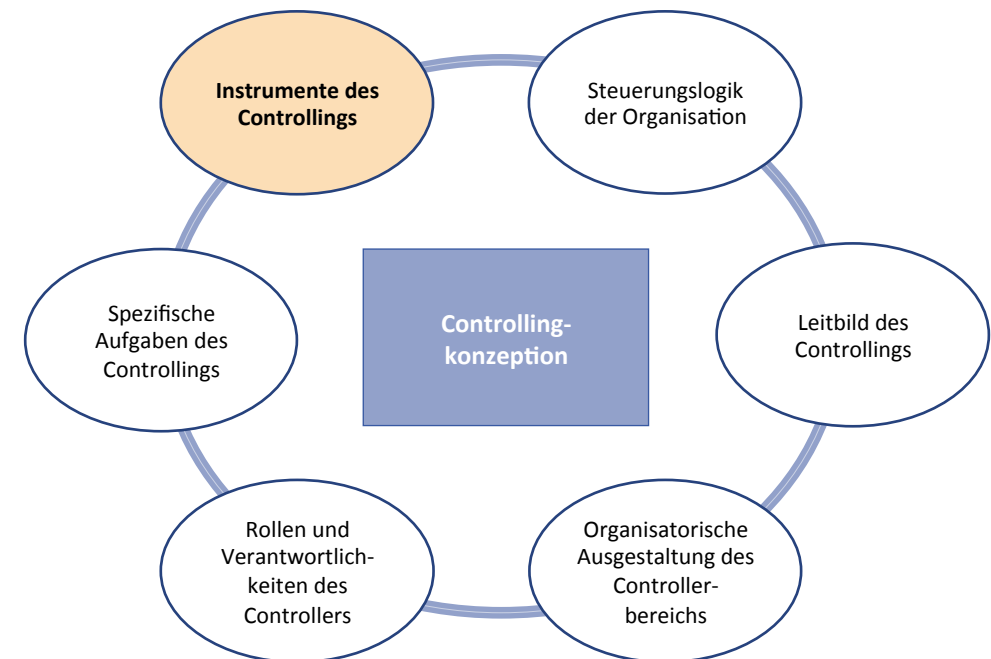 Instrumente des
Controllings
Steuerungslogik
der Organisation
Spezifische
Aufgaben des
Controllings
Controlling-
konzeption
Leitbild des
Controllings
Rollen und
Verantwortlich-
keiten des
Controllers
Organisatorische
Ausgestaltung des
Controller-
bereichs